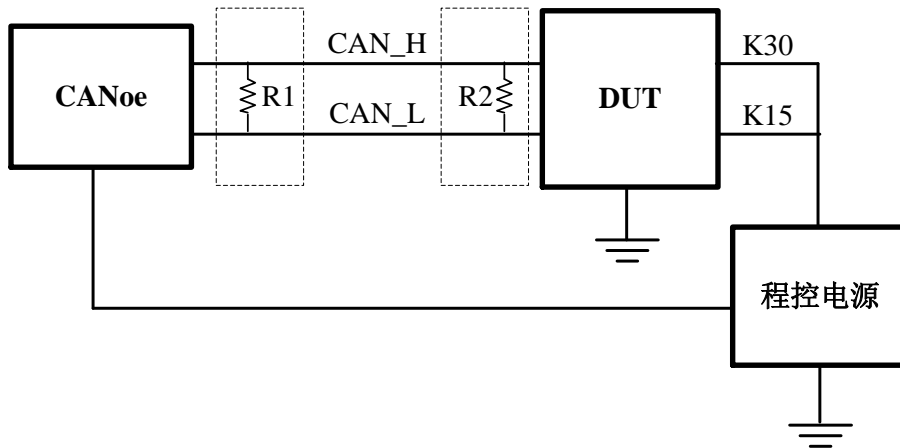 CAN_H
K30
CANoe
R1
R2
DUT
CAN_L
K15
程控电源